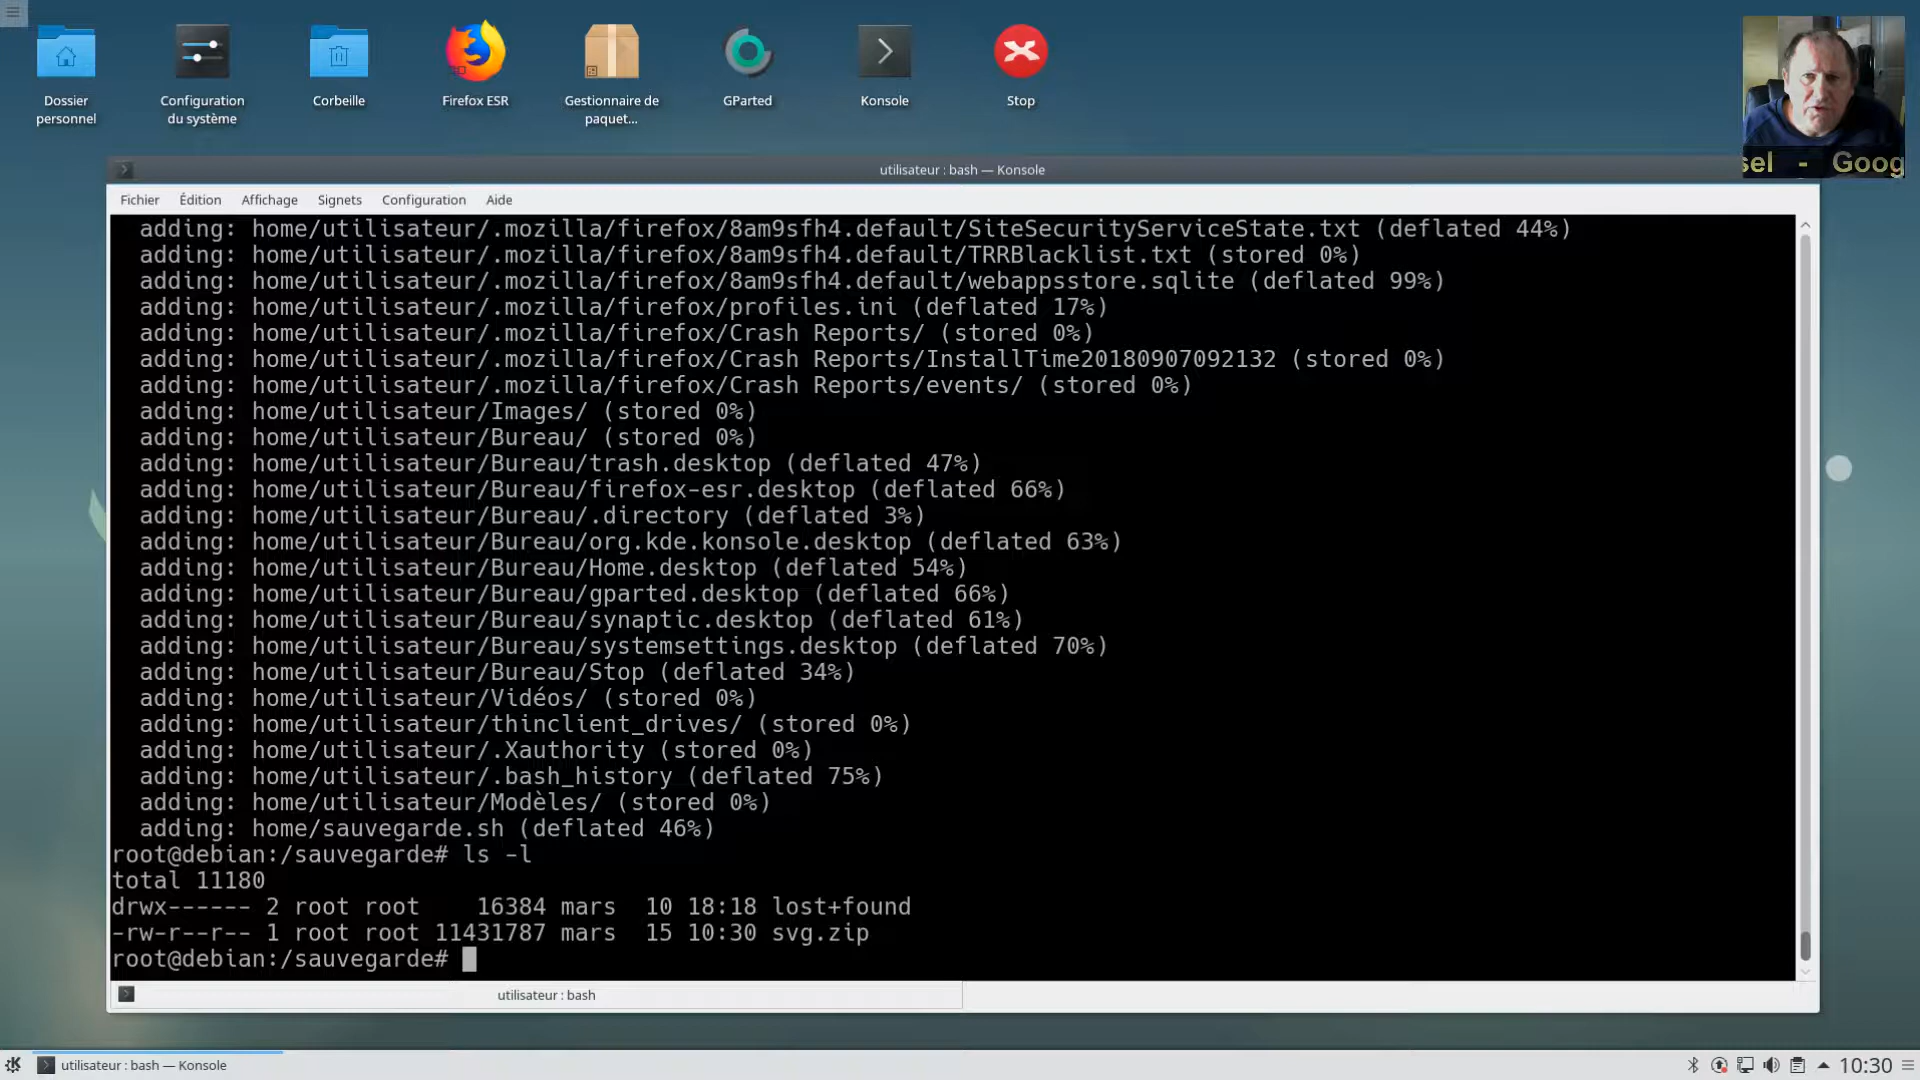 Dossier
personnel
Configuration
du système
Corbeille
Firefox ESR
Gestionnaire de
paquet...
GParted
Konsole
Stop
sel - Goog
utilisateur : bash — Konsole
Fichier Édition Affichage Signets Configuration Aide
adding: home/utilisateur/.mozilla/firefox/8am9sfh4.default/SiteSecurityServiceState.txt (deflated 44%)
adding: home/utilisateur/.mozilla/firefox/8am9sfh4.default/TRRBlacklist.txt (stored 0%)
adding: home/utilisateur/.mozilla/firefox/8am9sfh4.default/webappsstore.sqlite (deflated 99%)
adding: home/utilisateur/.mozilla/firefox/profiles.ini (deflated 17%)
adding: home/utilisateur/.mozilla/firefox/Crash Reports/ (stored 0%)
adding: home/utilisateur/.mozilla/firefox/Crash Reports/InstallTime20180907092132 (stored 0%)
adding: home/utilisateur/.mozilla/firefox/Crash Reports/events/ (stored 0%)
adding: home/utilisateur/Images/ (stored 0%)
adding: home/utilisateur/Bureau/ (stored 0%)
adding: home/utilisateur/Bureau/trash.desktop (deflated 47%)
adding: home/utilisateur/Bureau/firefox-esr.desktop (deflated 66%)
adding: home/utilisateur/Bureau/.directory (deflated 3%)
adding: home/utilisateur/Bureau/org.kde.konsole.desktop (deflated 63%)
adding: home/utilisateur/Bureau/Home.desktop (deflated 54%)
adding: home/utilisateur/Bureau/gparted.desktop (deflated 66%)
adding: home/utilisateur/Bureau/synaptic.desktop (deflated 61%)
adding: home/utilisateur/Bureau/systemsettings.desktop (deflated 70%)
adding: home/utilisateur/Bureau/Stop (deflated 34%)
adding: home/utilisateur/Vidéos/ (stored 0%)
adding: home/utilisateur/thinclient_drives/ (stored 0%)
adding: home/utilisateur/.Xauthority (stored 0%)
adding: home/utilisateur/.bash_history (deflated 75%)
adding: home/utilisateur/Modèles/ (stored 0%)
adding: home/sauvegarde.sh (deflated 46%)
root@debian:/sauvegarde# ls -l
total 11180
drwx------ 2 root root 16384 mars 10 18:18 lost+found
-rw-r--r-- 1 root root 11431787 mars 15 10:30 svg.zip
root@debian:/sauvegarde#
utilisateur : bash
utilisateur : bash — Konsole
10:30